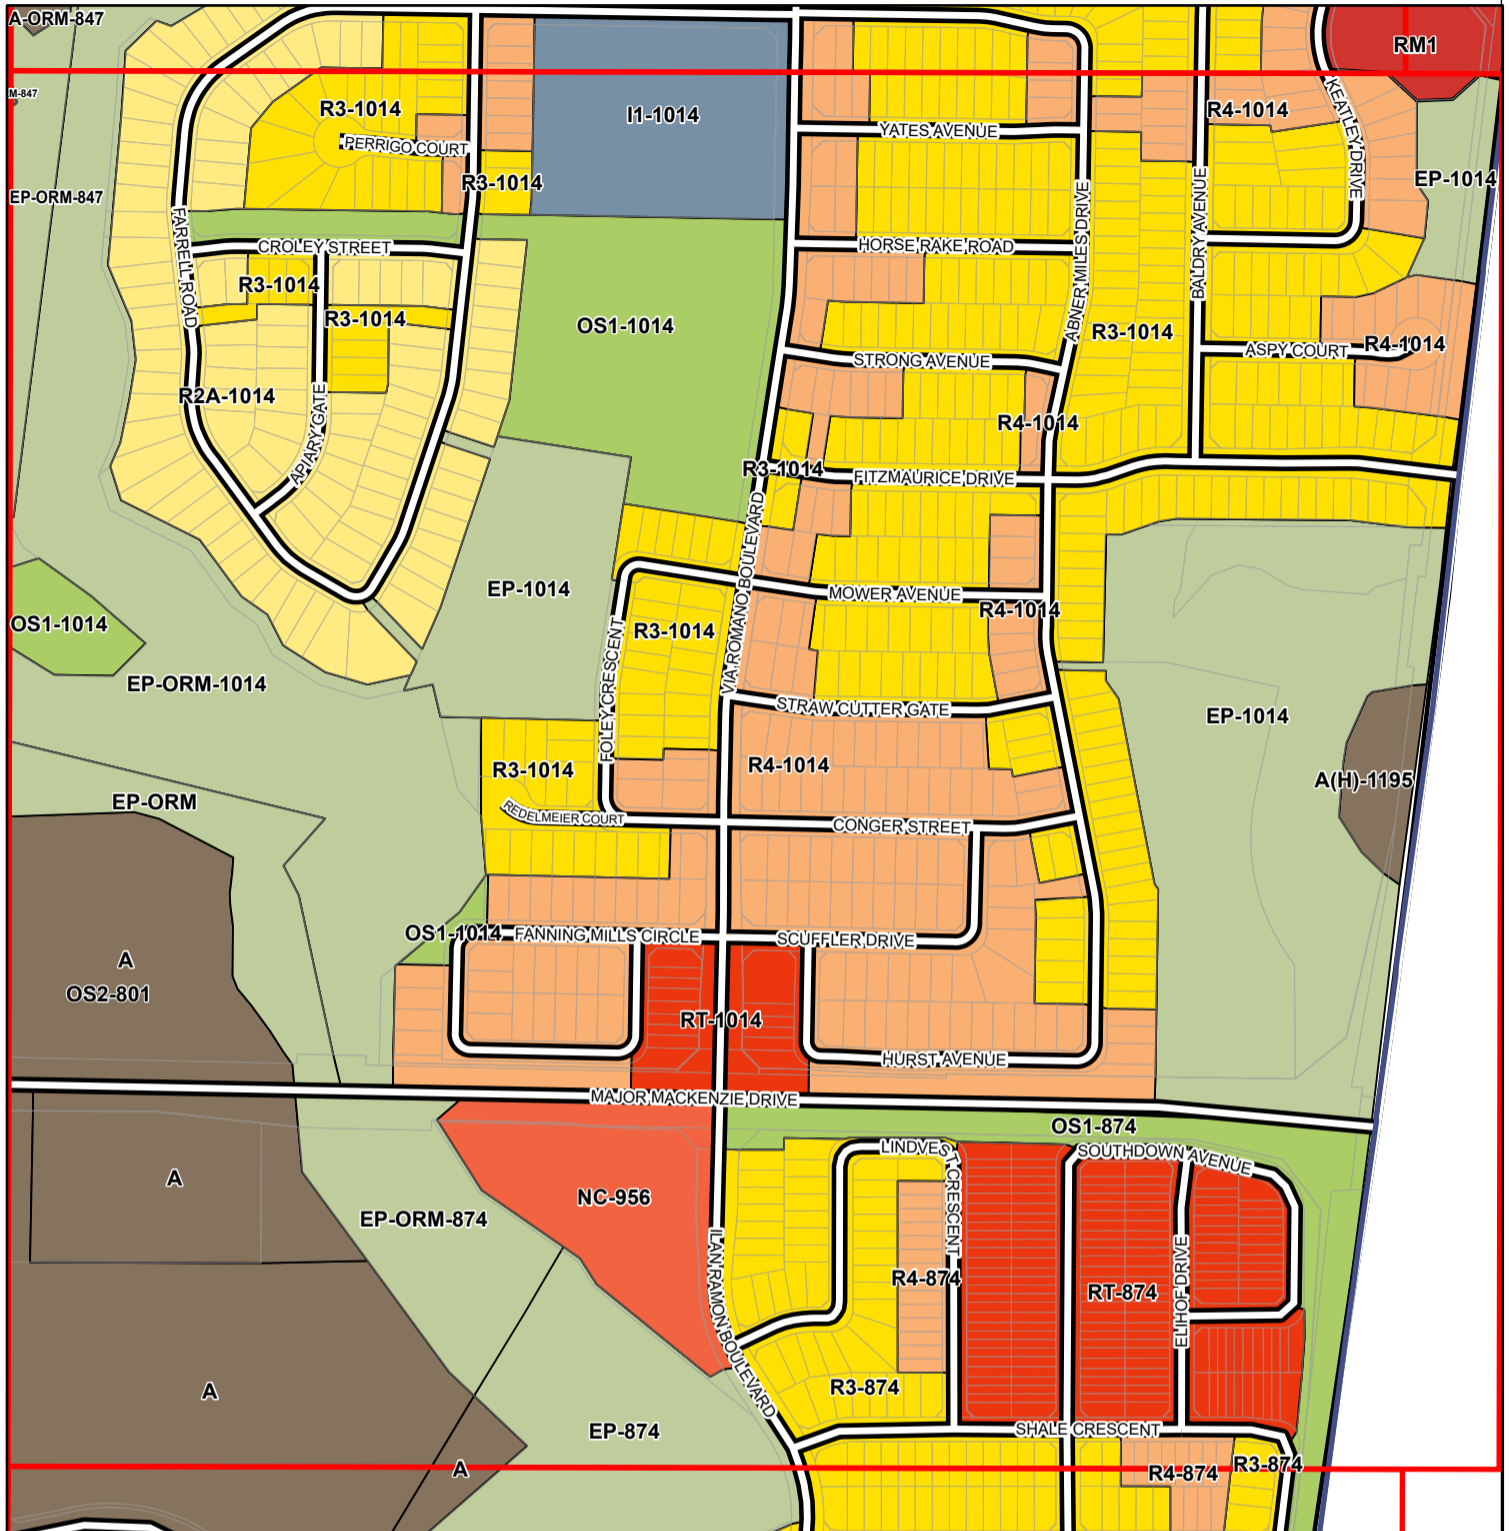 A-ORM-847
RM1
M-847
R3-1014
I1-1014
R4-1014
KEATLEY DRIVE
YATES AVENUE
PERRIGO COURT
R3-1014
EP-1014
EP-ORM-847
BALDRY AVENUE
ABNER MILES DRIVE
FARRELL ROAD
CROLEY STREET
HORSE RAKE ROAD
R3-1014
R3-1014
OS1-1014
R3-1014
R4-1014
ASPY COURT
STRONG AVENUE
R2A-1014
APIARY GATE
R4-1014
R3-1014
FITZMAURICE DRIVE
VIA ROMANO BOULEVARD
EP-1014
MOWER AVENUE
R4-1014
OS1-1014
R3-1014
FOLEY CRESCENT
EP-ORM-1014
STRAW CUTTER GATE
EP-1014
R3-1014
R4-1014
A(H)-1195
EP-ORM
REDELMEIER COURT
CONGER STREET
OS1-1014
FANNING MILLS CIRCLE
SCUFFLER DRIVE
A
OS2-801
RT-1014
HURST AVENUE
MAJOR MACKENZIE DRIVE
OS1-874
LINDVEST CRESCENT
SOUTHDOWN AVENUE
A
NC-956
EP-ORM-874
ILAN RAMON BOULEVARD
R4-874
RT-874
ELIHOF DRIVE
A
R3-874
EP-874
SHALE CRESCENT
A
R4-874
R3-874